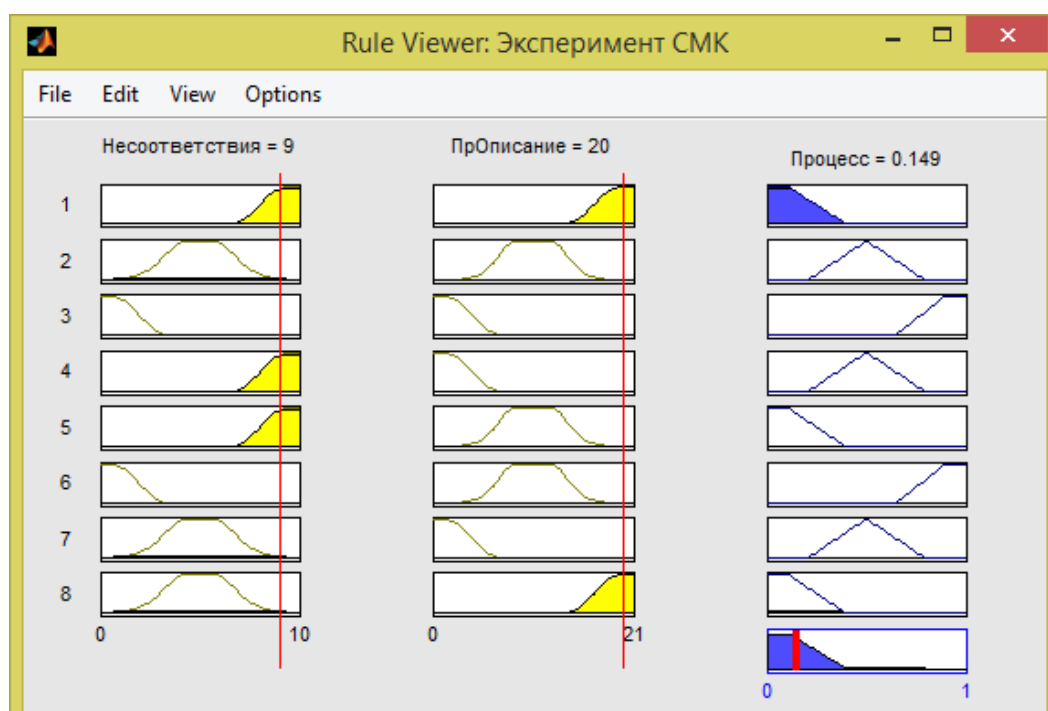 Rule Viewer: Эксперимент СМК
File Edit View Options
Несоответствия = 9
ПрОписание = 20
Процесс = 0.149
1
2
3
4
5
6
7
8
0 10
0 21
0 1